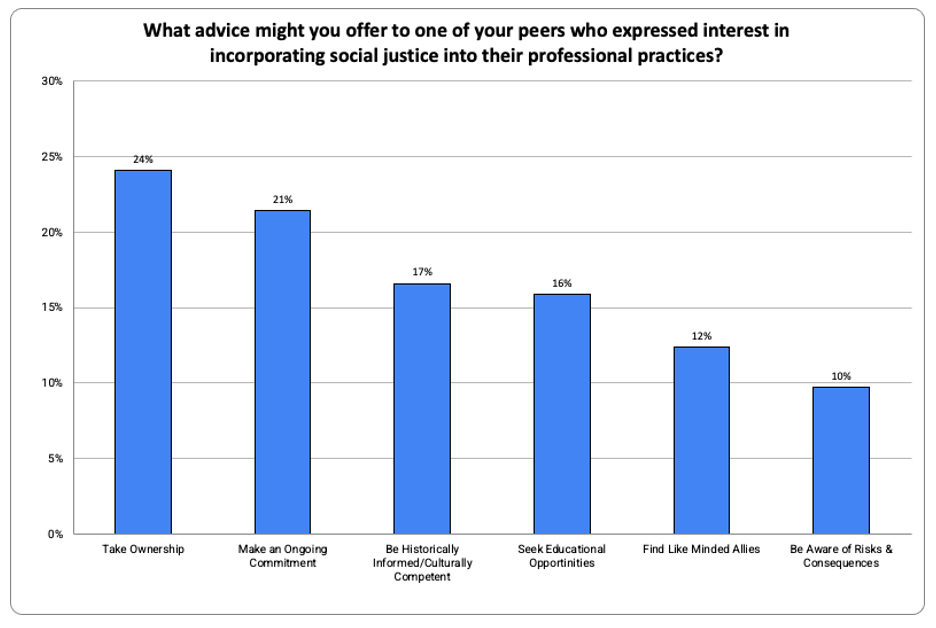 What advice might you offer to one of your peers who expressed interest in
incorporating social justice into their professional practices?
30%
25%
20%
15%
10%
5%
0%
24%
21%
17%
16%
12%
10%
Take Ownership
Make an Ongoing
Commitment
Be Historically
Informed/Culturally
Competent
Seek Educational
Opportinities
Find Like Minded Allies
Be Aware of Risks &
Consequences